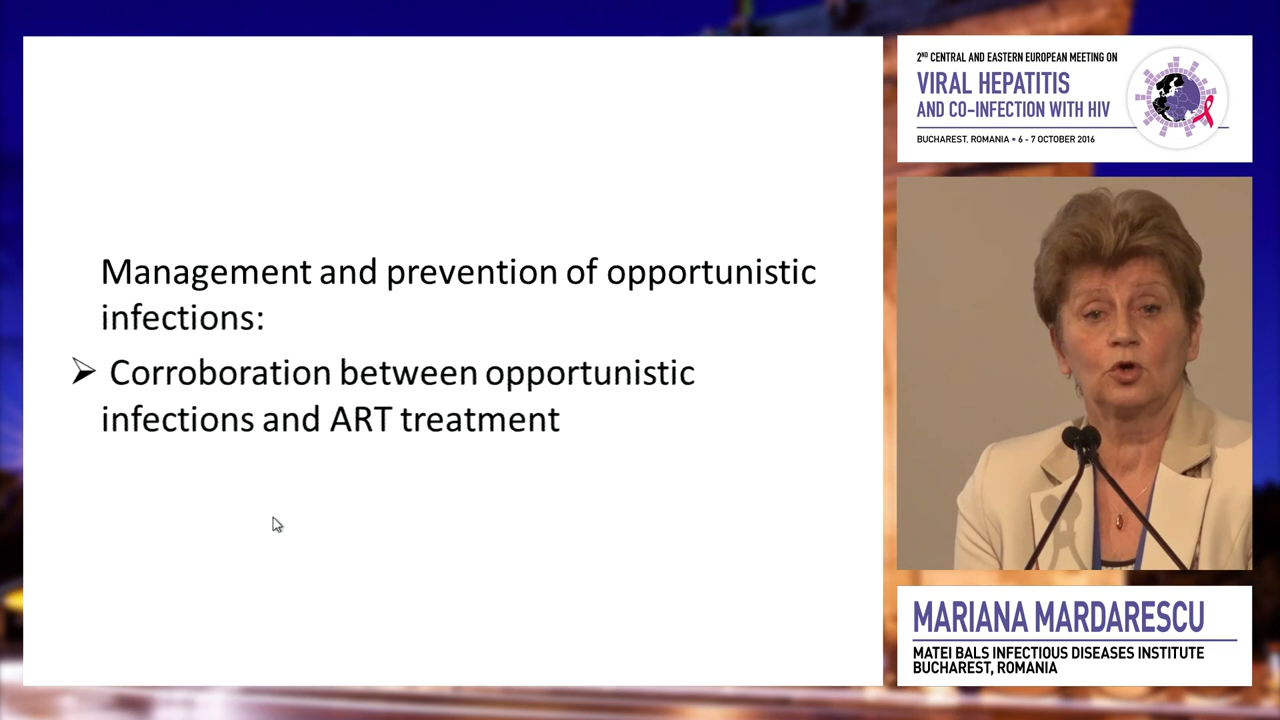 Management and prevention of opportunistic
infections:
➢ Corroboration between opportunistic
infections and ART treatment
2ND CENTRAL AND EASTERN EUROPEAN MEETING ON
VIRAL HEPATITIS
AND CO-INFECTION WITH HIV
BUCHAREST, ROMANIA • 6 - 7 OCTOBER 2016
MARIANA MARDARESCU
MATEI BALS INFECTIOUS DISEASES INSTITUTE
BUCHAREST, ROMANIA